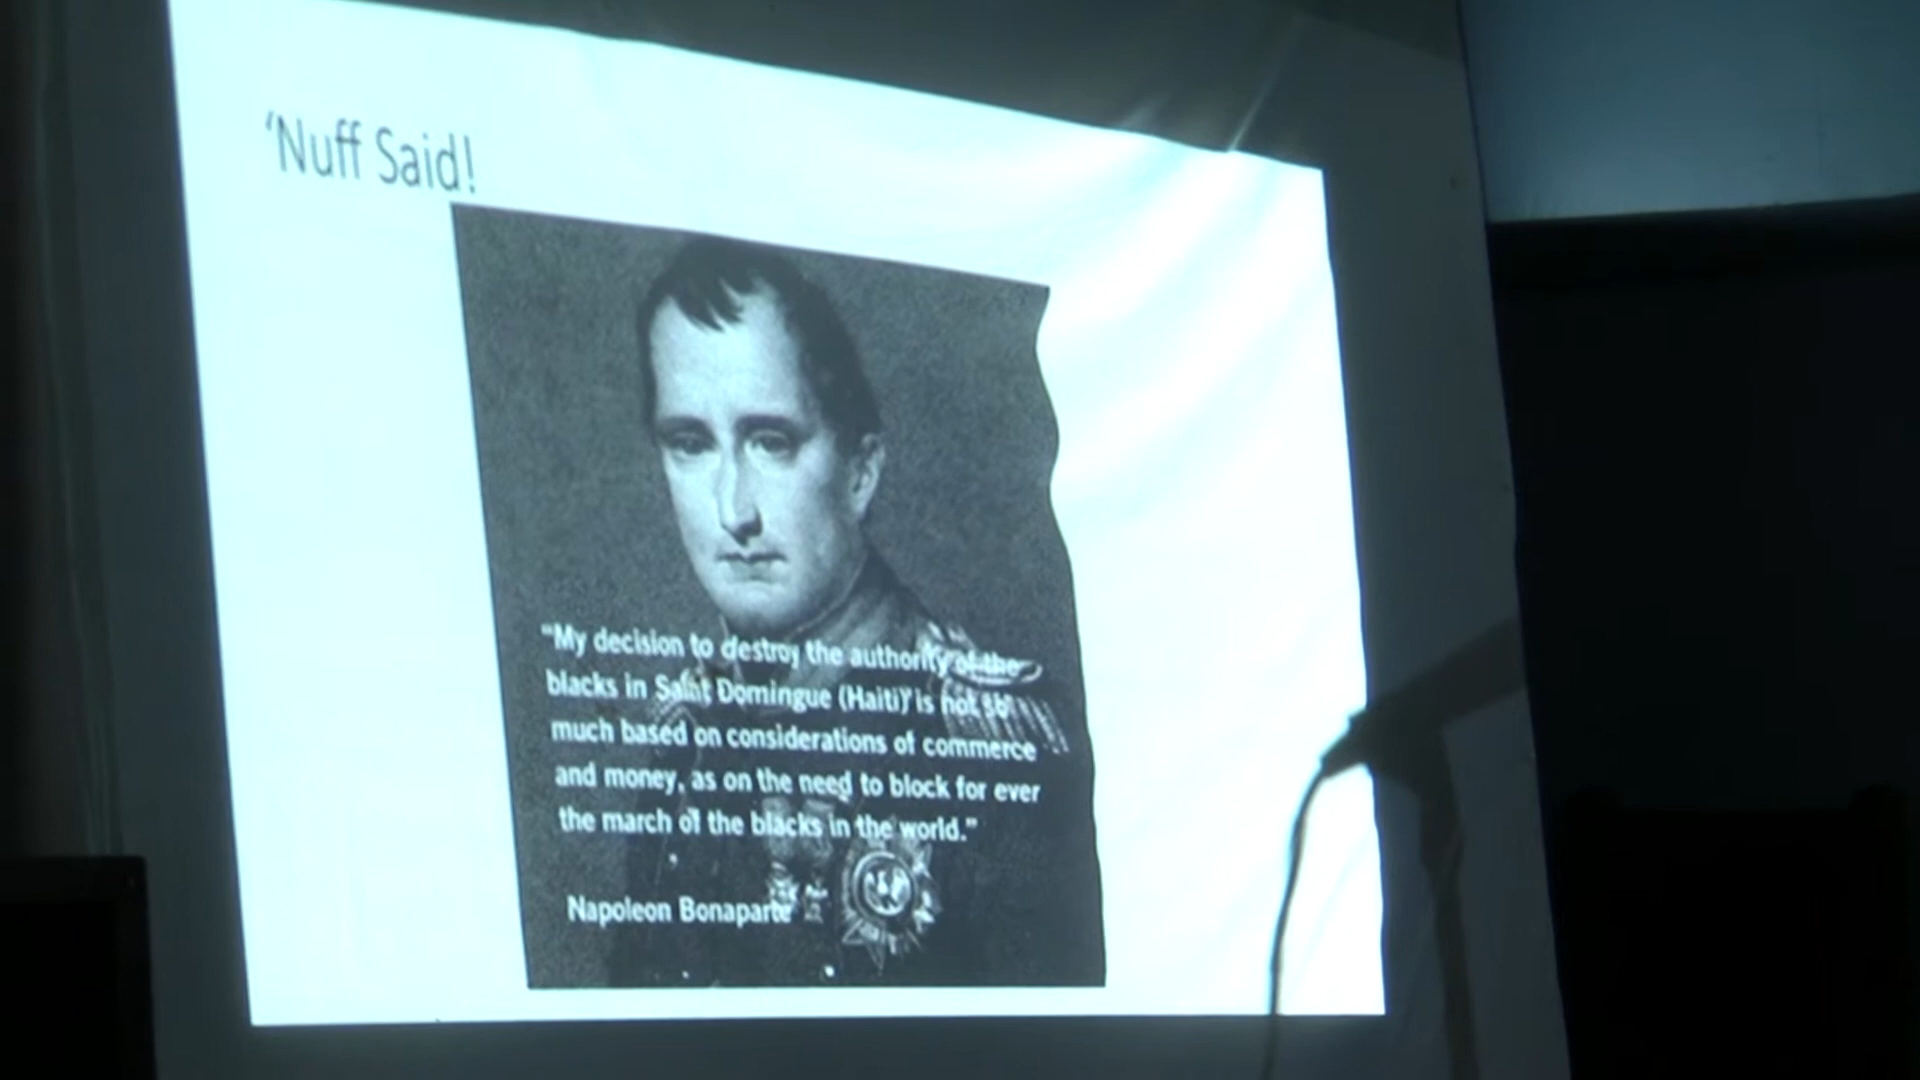 ‘Nuff Said!
“My decision to destroy the authority of the
blacks in Saint Domingue (Haiti) is not so
much based on considerations of commerce
and money, as on the need to block for ever
the march of the blacks in the world.”
Napoleon Bonaparte